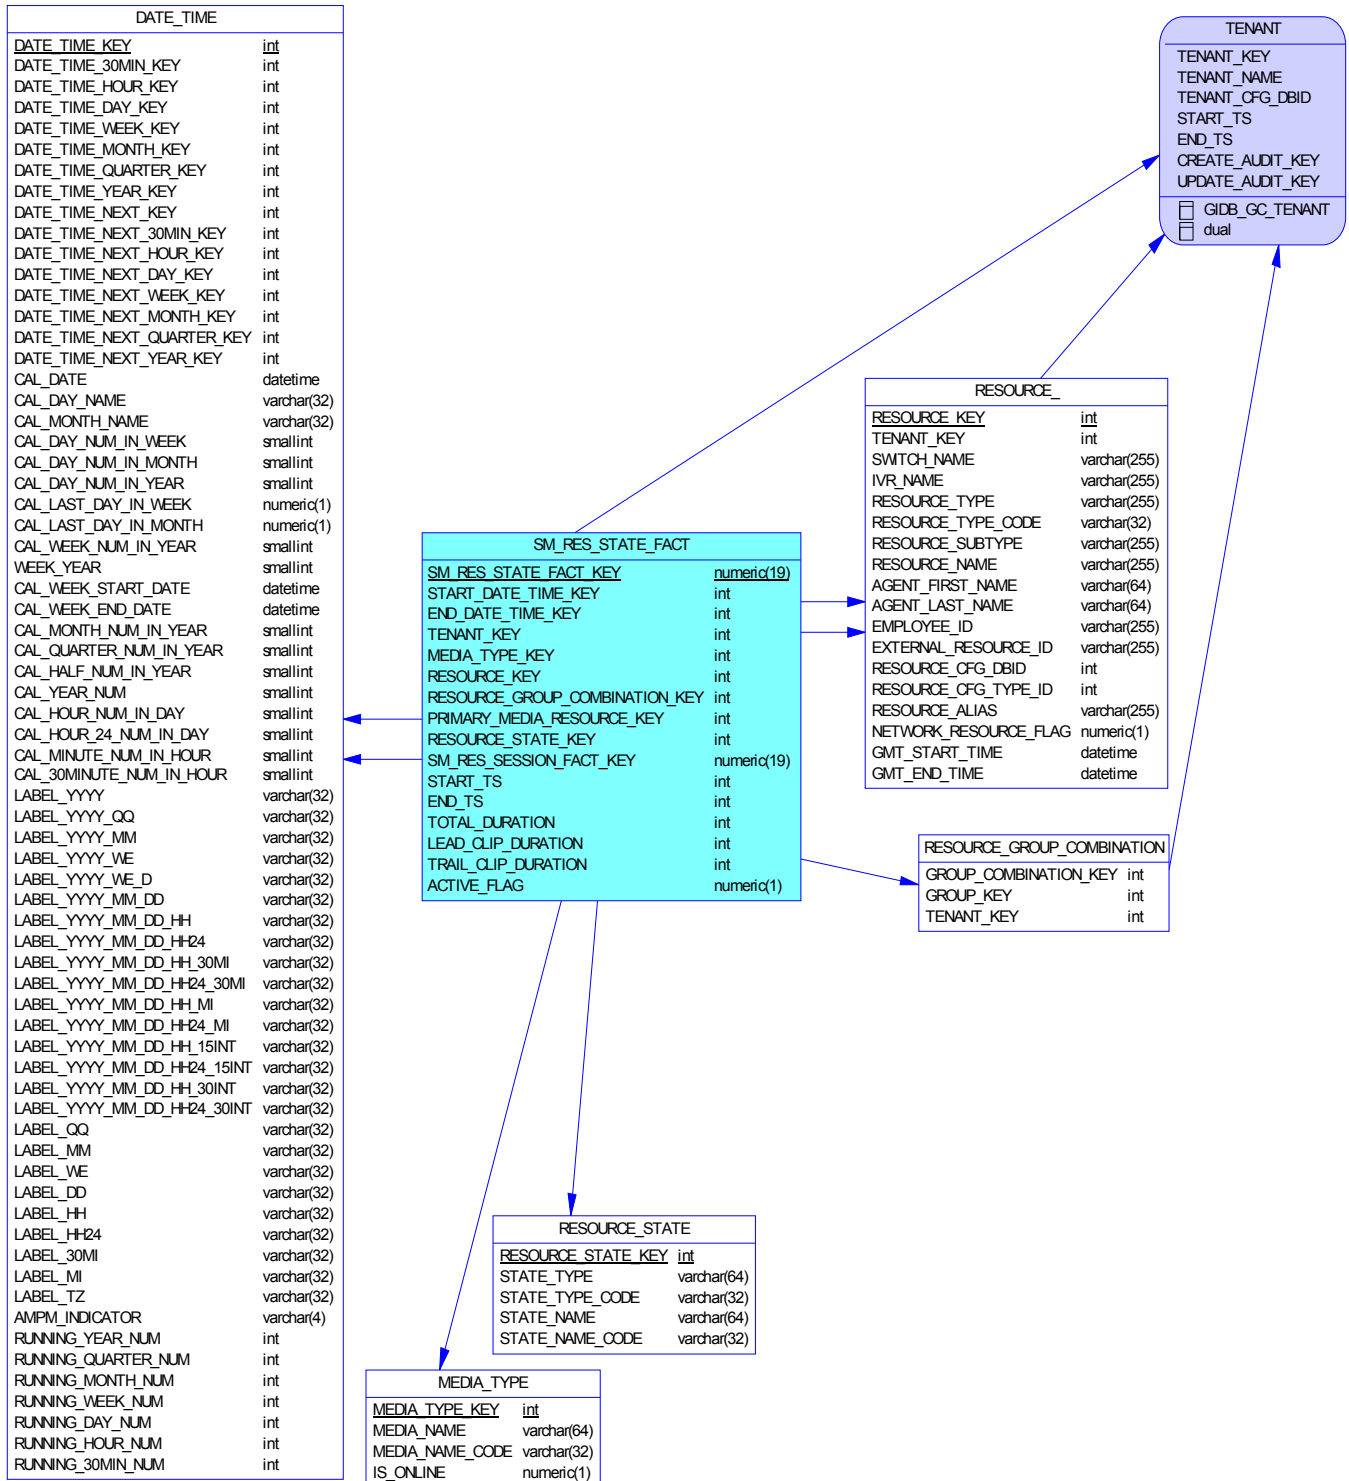 DATE_TIME
DATE_TIME_KEY int
DATE_TIME_30MIN_KEY int
DATE_TIME_HOUR_KEY int
DATE_TIME_DAY_KEY int
DATE_TIME_WEEK_KEY int
DATE_TIME_MONTH_KEY int
DATE_TIME_QUARTER_KEY int
DATE_TIME_YEAR_KEY int
DATE_TIME_NEXT_KEY int
DATE_TIME_NEXT_30MIN_KEY int
DATE_TIME_NEXT_HOUR_KEY int
DATE_TIME_NEXT_DAY_KEY int
DATE_TIME_NEXT_WEEK_KEY int
DATE_TIME_NEXT_MONTH_KEY int
DATE_TIME_NEXT_QUARTER_KEY int
DATE_TIME_NEXT_YEAR_KEY int
CAL_DATE datetime
CAL_DAY_NAME varchar(32)
CAL_MONTH_NAME varchar(32)
CAL_DAY_NUM_IN_WEEK smallint
CAL_DAY_NUM_IN_MONTH smallint
CAL_DAY_NUM_IN_YEAR smallint
CAL_LAST_DAY_IN_WEEK numeric(1)
CAL_LAST_DAY_IN_MONTH numeric(1)
CAL_WEEK_NUM_IN_YEAR smallint
WEEK_YEAR smallint
CAL_WEEK_START_DATE datetime
CAL_WEEK_END_DATE datetime
CAL_MONTH_NUM_IN_YEAR smallint
CAL_QUARTER_NUM_IN_YEAR smallint
CAL_HALF_NUM_IN_YEAR smallint
CAL_YEAR_NUM smallint
CAL_HOUR_NUM_IN_DAY smallint
CAL_HOUR_24_NUM_IN_DAY smallint
CAL_MINUTE_NUM_IN_HOUR smallint
CAL_30MINUTE_NUM_IN_HOUR smallint
LABEL_YYYY varchar(32)
LABEL_YYYY_QQ varchar(32)
LABEL_YYYY_MM varchar(32)
LABEL_YYYY_WE varchar(32)
LABEL_YYYY_WE_D varchar(32)
LABEL_YYYY_MM_DD varchar(32)
LABEL_YYYY_MM_DD_HH varchar(32)
LABEL_YYYY_MM_DD_HH24 varchar(32)
LABEL_YYYY_MM_DD_HH_30MI varchar(32)
LABEL_YYYY_MM_DD_HH24_30MI varchar(32)
LABEL_YYYY_MM_DD_HH_MI varchar(32)
LABEL_YYYY_MM_DD_HH24_MI varchar(32)
LABEL_YYYY_MM_DD_HH_15INT varchar(32)
LABEL_YYYY_MM_DD_HH24_15INT varchar(32)
LABEL_YYYY_MM_DD_HH_30INT varchar(32)
LABEL_YYYY_MM_DD_HH24_30INT varchar(32)
LABEL_QQ varchar(32)
LABEL_MM varchar(32)
LABEL_WE varchar(32)
LABEL_DD varchar(32)
LABEL_HH varchar(32)
LABEL_HH24 varchar(32)
LABEL_30MI varchar(32)
LABEL_MI varchar(32)
LABEL_TZ varchar(32)
AMPM_INDICATOR varchar(4)
RUNNING_YEAR_NUM int
RUNNING_QUARTER_NUM int
RUNNING_MONTH_NUM int
RUNNING_WEEK_NUM int
RUNNING_DAY_NUM int
RUNNING_HOUR_NUM int
RUNNING_30MIN_NUM int
SM_RES_STATE_FACT
SM_RES_STATE_FACT_KEY numeric(19)
START_DATE_TIME_KEY int
END_DATE_TIME_KEY int
TENANT_KEY int
MEDIA_TYPE_KEY int
RESOURCE_KEY int
RESOURCE_GROUP_COMBINATION_KEY int
PRIMARY_MEDIA_RESOURCE_KEY int
RESOURCE_STATE_KEY int
SM_RES_SESSION_FACT_KEY numeric(19)
START_TS int
END_TS int
TOTAL_DURATION int
LEAD_CLIP_DURATION int
TRAIL_CLIP_DURATION int
ACTIVE_FLAG numeric(1)
TENANT
TENANT_KEY
TENANT_NAME
TENANT_CFG_DBID
START_TS
END_TS
CREATE_AUDIT_KEY
UPDATE_AUDIT_KEY
GIDB_GC_TENANT
dual
RESOURCE_
RESOURCE_KEY int
TENANT_KEY int
SWITCH_NAME varchar(255)
IVR_NAME varchar(255)
RESOURCE_TYPE varchar(255)
RESOURCE_TYPE_CODE varchar(32)
RESOURCE_SUBTYPE varchar(255)
RESOURCE_NAME varchar(255)
AGENT_FIRST_NAME varchar(64)
AGENT_LAST_NAME varchar(64)
EMPLOYEE_ID varchar(255)
EXTERNAL_RESOURCE_ID varchar(255)
RESOURCE_CFG_DBID int
RESOURCE_CFG_TYPE_ID int
RESOURCE_ALIAS varchar(255)
NETWORK_RESOURCE_FLAG numeric(1)
GMT_START_TIME datetime
GMT_END_TIME datetime
RESOURCE_GROUP_COMBINATION
GROUP_COMBINATION_KEY int
GROUP_KEY int
TENANT_KEY int
RESOURCE_STATE
RESOURCE_STATE_KEY int
STATE_TYPE varchar(64)
STATE_TYPE_CODE varchar(32)
STATE_NAME varchar(64)
STATE_NAME_CODE varchar(32)
MEDIA_TYPE
MEDIA_TYPE_KEY int
MEDIA_NAME varchar(64)
MEDIA_NAME_CODE varchar(32)
IS_ONLINE numeric(1)